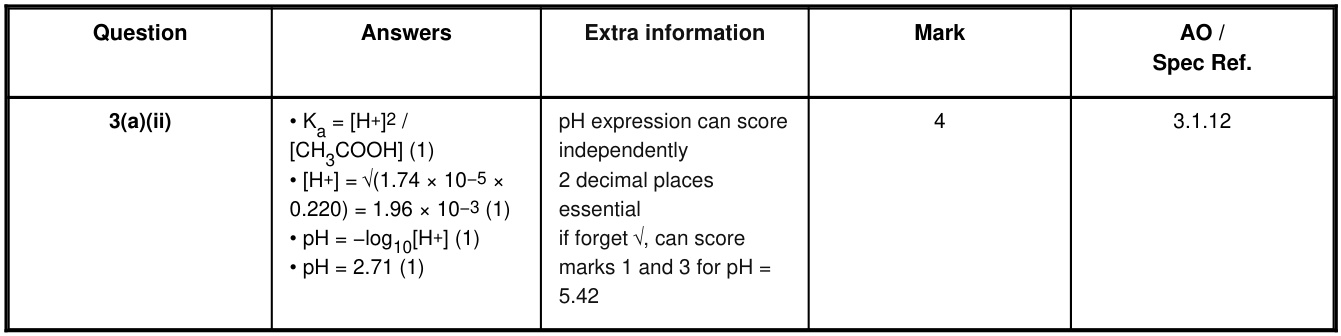 Question Answers Extra information Mark AO /
Spec Ref.
3(a)(ii)
• Kₐ = [H⁺]² /
[CH₃COOH] (1)
• [H⁺] = √(1.74 × 10⁻⁵ ×
0.220) = 1.96 × 10⁻³ (1)
• pH = −log₁₀[H⁺] (1)
• pH = 2.71 (1)
pH expression can score
independently
2 decimal places
essential
if forget √, can score
marks 1 and 3 for pH =
5.42
4
3.1.12